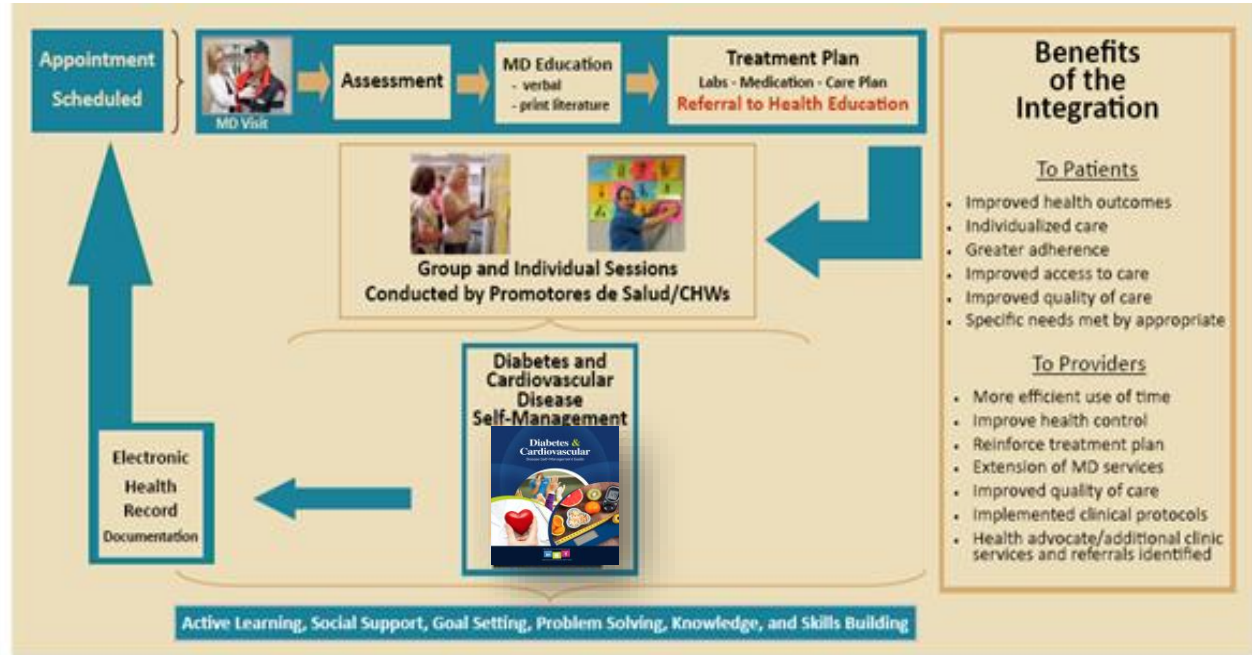 Appointment
Scheduled
MD Visit
Assessment
MD Education
- verbal
- print literature
Treatment Plan
Labs - Medication - Care Plan
Referral to Health Education
Group and Individual Sessions
Conducted by Promotores de Salud/CHWs
Diabetes and
Cardiovascular
Disease
Self-Management
Diabetes &
Cardiovascular
Electronic
Health
Record
Documentation
Active Learning, Social Support, Goal Setting, Problem Solving, Knowledge, and Skills Building
Benefits
of the
Integration
To Patients
• Improved health outcomes
• Individualized care
• Greater adherence
• Improved access to care
• Improved quality of care
• Specific needs met by appropriate
To Providers
• More efficient use of time
• Improve health control
• Reinforce treatment plan
• Extension of MD services
• Improved quality of care
• Implemented clinical protocols
• Health advocate/additional clinic
services and referrals identified